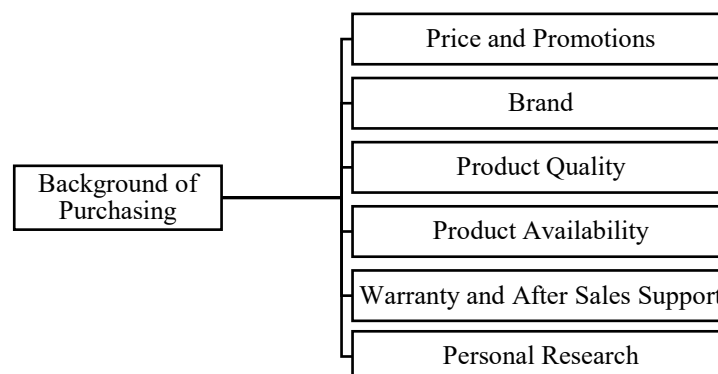 Price and Promotions
Brand
Product Quality
Background of
Purchasing
Product Availability
Warranty and After Sales Support
Personal Research